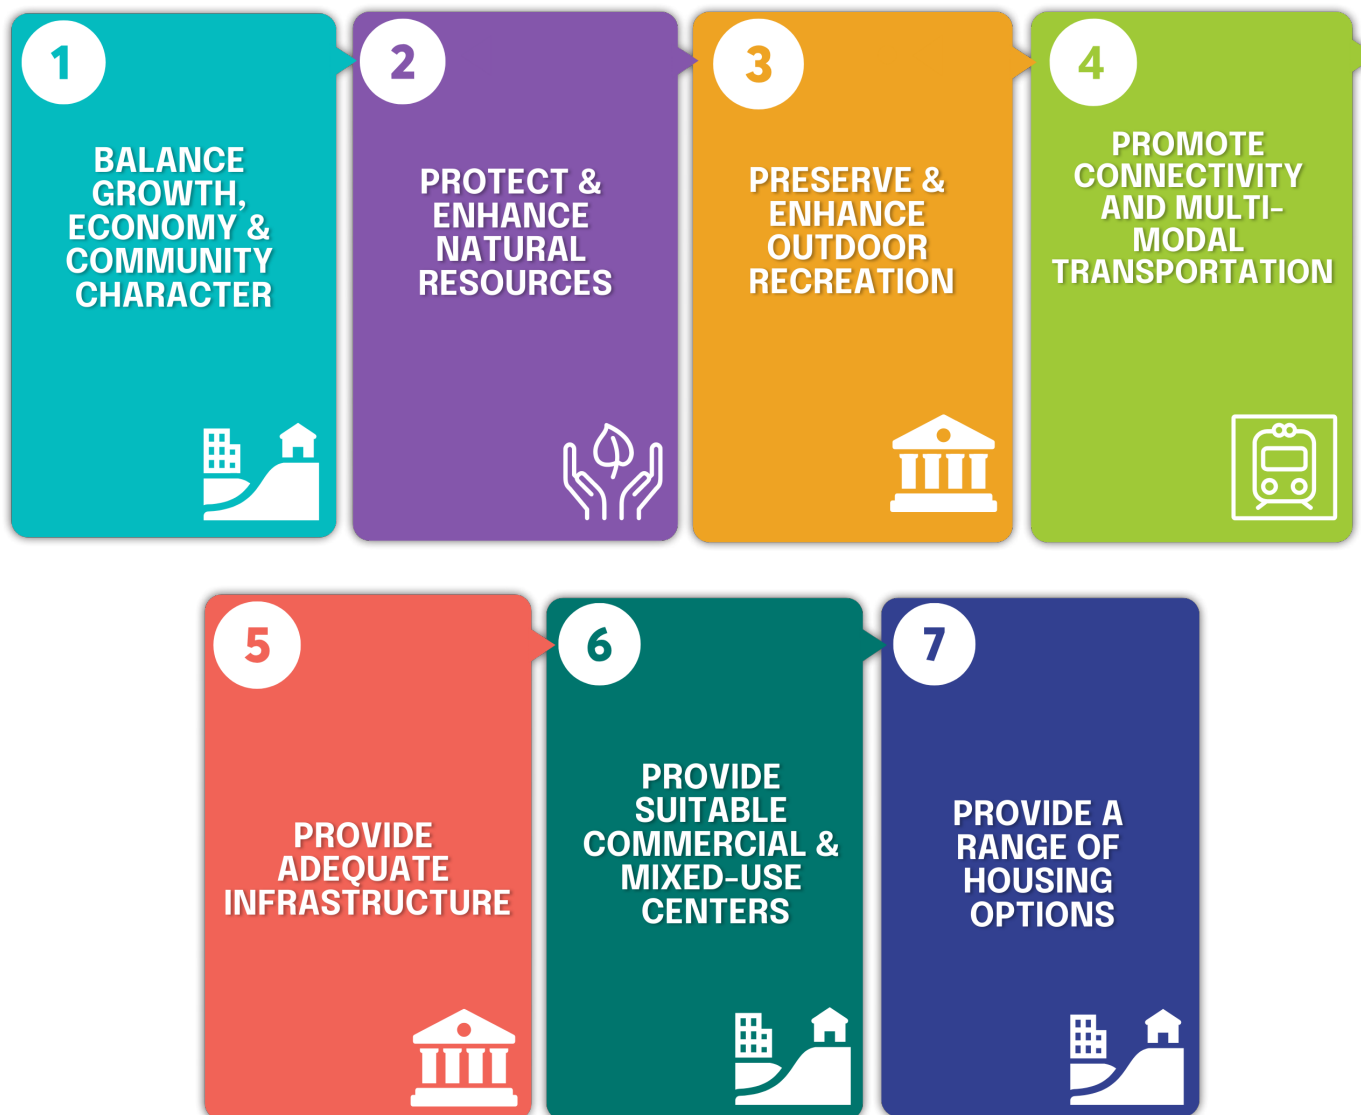 1
BALANCE
GROWTH,
ECONOMY &
COMMUNITY
CHARACTER
2
PROTECT &
ENHANCE
NATURAL
RESOURCES
3
PRESERVE &
ENHANCE
OUTDOOR
RECREATION
4
PROMOTE
CONNECTIVITY
AND MULTI-
MODAL
TRANSPORTATION
5
PROVIDE
ADEQUATE
INFRASTRUCTURE
6
PROVIDE
SUITABLE
COMMERCIAL &
MIXED-USE
CENTERS
7
PROVIDE A
RANGE OF
HOUSING
OPTIONS